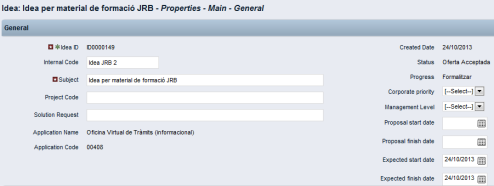 Idea: Idea per material de formació JRB - Properties - Main - General
General
*Idea ID ID0000149
Internal Code Idea JRB 2
Subject Idea per material de formació JRB
Project Code
Solution Request
Application Name Oficina Virtual de Tràmits (informacional)
Application Code 00408
Created Date 24/10/2013
Status Oferta Acceptada
Progress Formalitzar
Corporate priority [--Select--]
Management Level [--Select--]
Proposal start date
Proposal finish date
Expected start date 24/10/2013
Expected finish date 24/10/2013